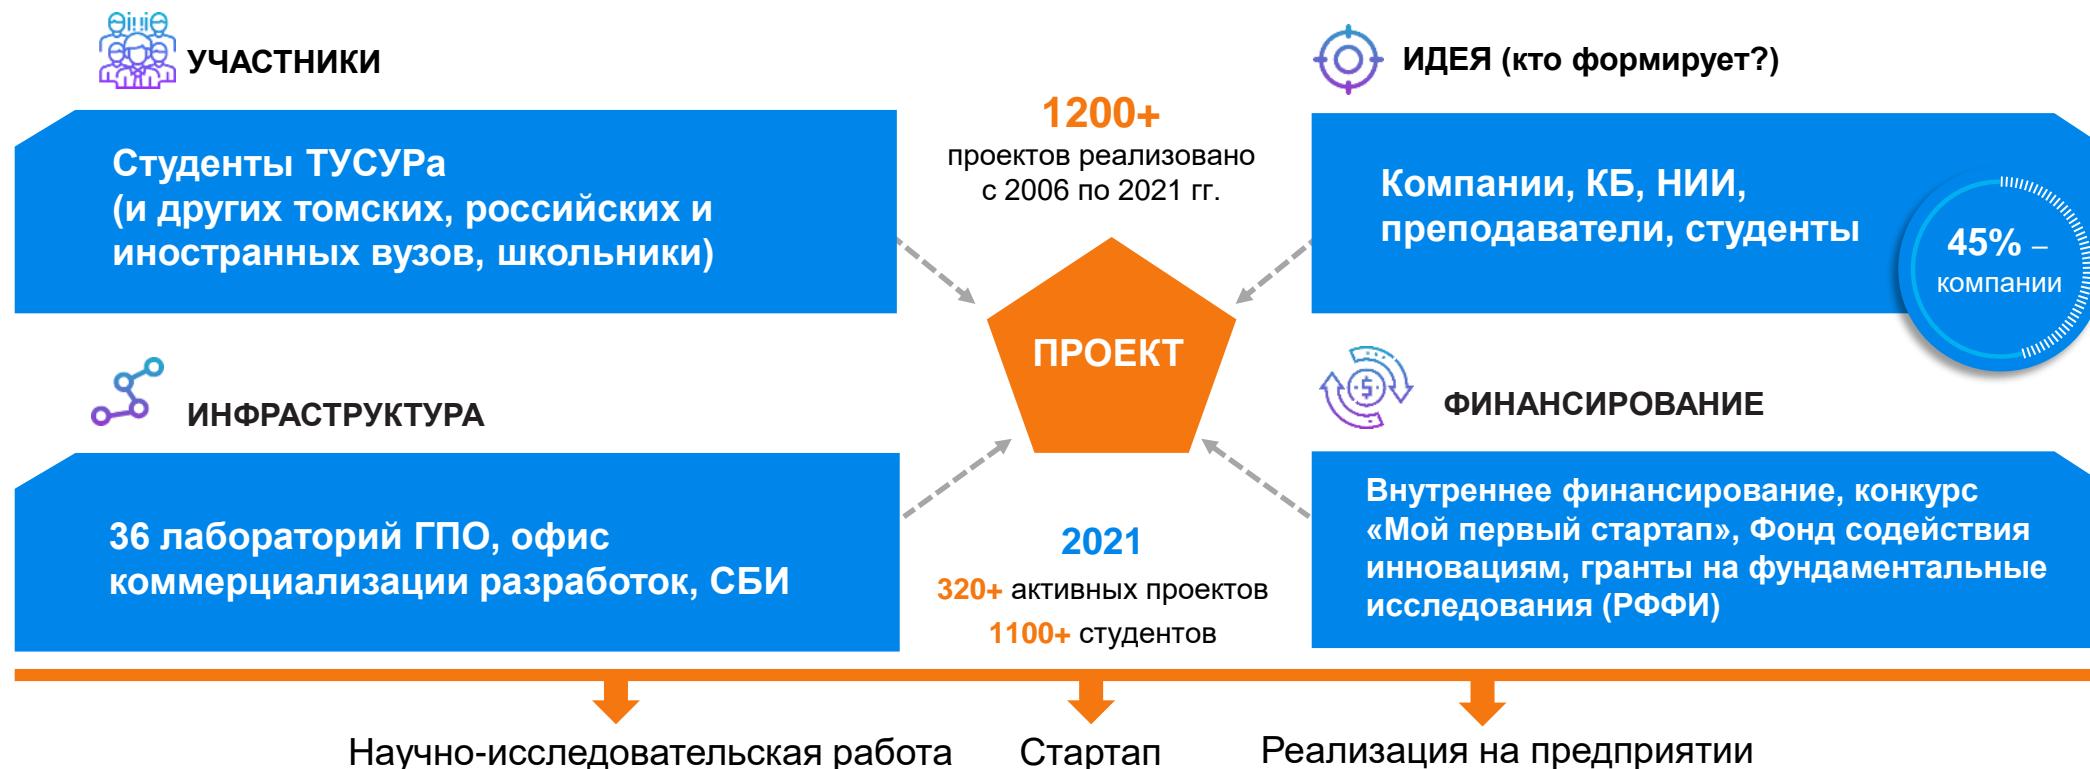 УЧАСТНИКИ
Студенты ТУСУРа
(и других томских, российских и
иностранных вузов, школьники)
1200+
проектов реализовано
с 2006 по 2021 гг.
ИДЕЯ (кто формирует?)
Компании, КБ, НИИ,
преподаватели, студенты
45% –
компании
ПРОЕКТ
ИНФРАСТРУКТУРА
36 лабораторий ГПО, офис
коммерциализации разработок, СБИ
2021
320+ активных проектов
1100+ студентов
ФИНАНСИРОВАНИЕ
Внутреннее финансирование, конкурс
«Мой первый стартап», Фонд содействия
инновациям, гранты на фундаментальные
исследования (РФФИ)
Научно-исследовательская работа
Стартап
Реализация на предприятии